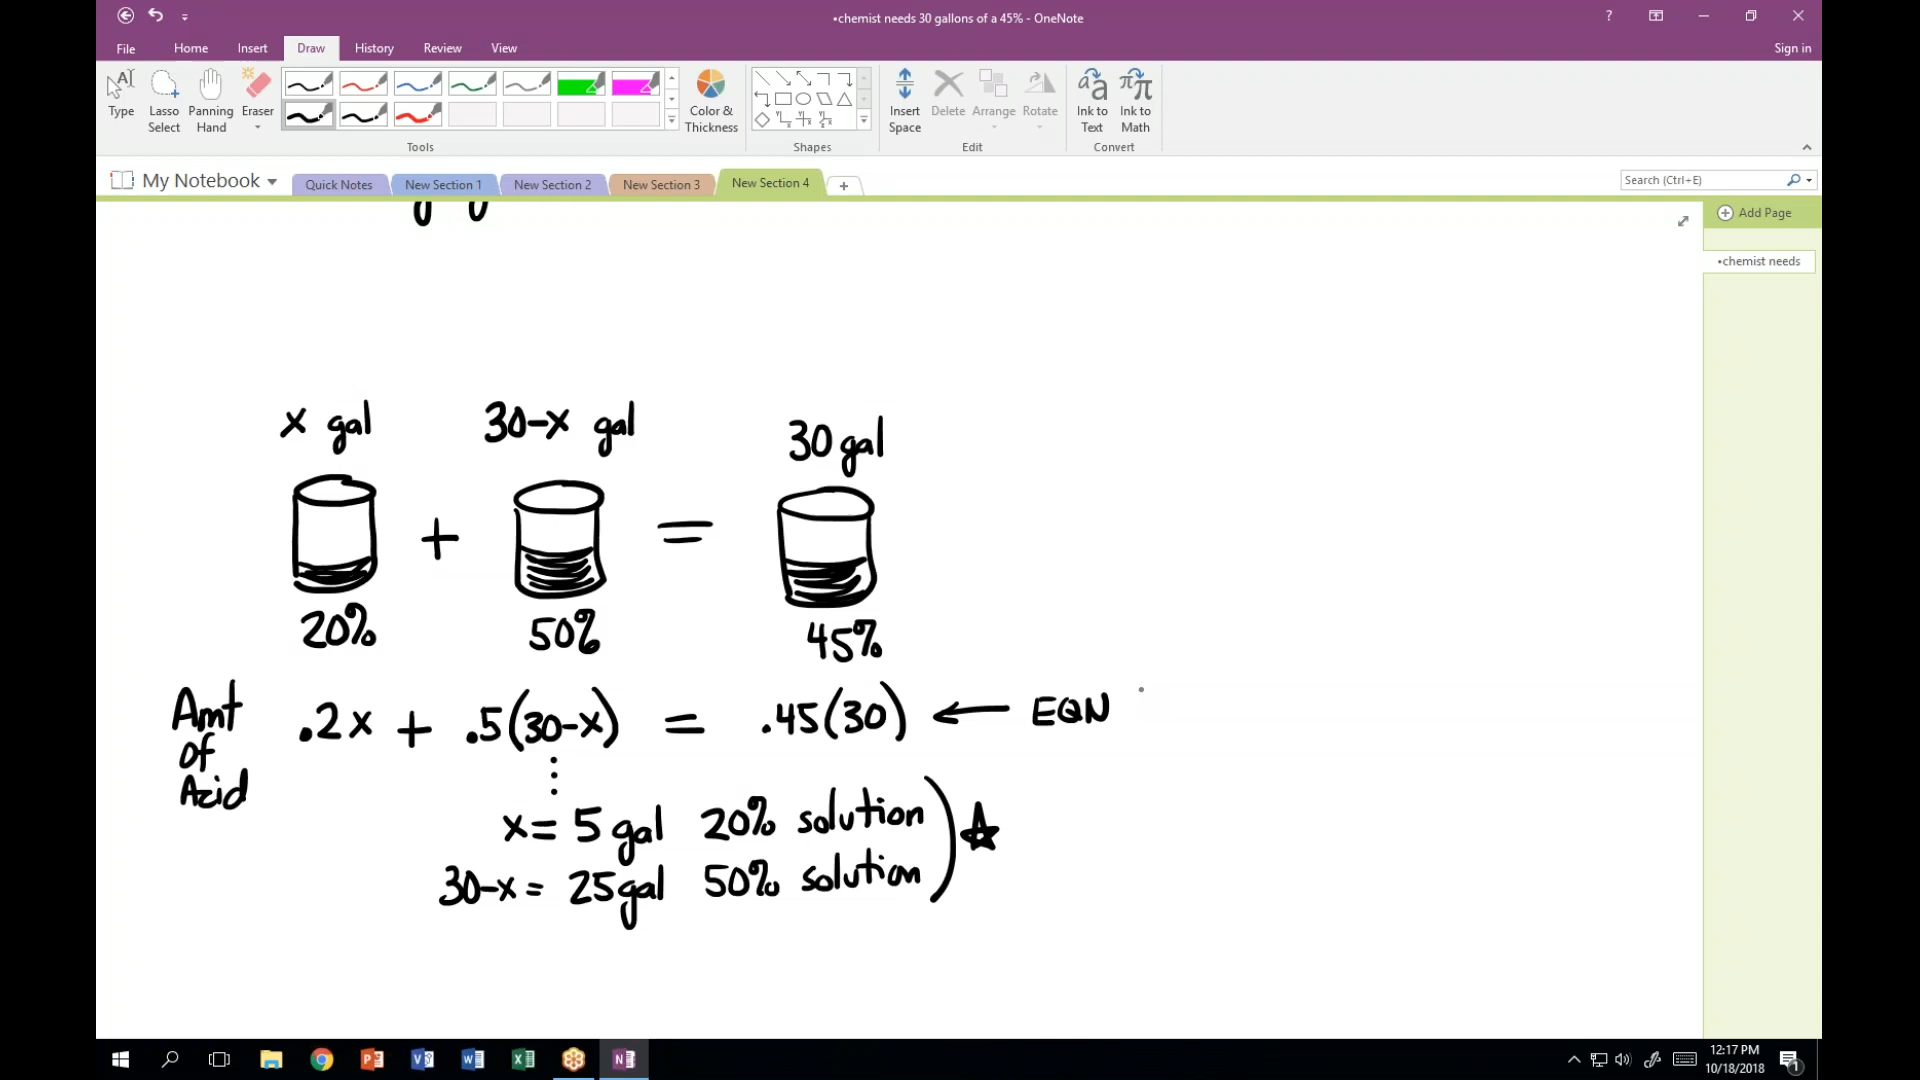 •chemist needs 30 gallons of a 45% - OneNote
?
File Home Insert Draw History Review View Sign in
Type
Lasso Select
Panning Hand
Eraser
Color & Thickness
Insert Space
Delete
Arrange
Rotate
Ink to Text
Ink to Math
Tools Shapes Edit Convert
My Notebook Quick Notes New Section 1 New Section 2 New Section 3 New Section 4 + Search (Ctrl+E)
Add Page
•chemist needs
x gal 30-x gal 30 gal
+ =
20% 50% 45%
Amt of Acid
.2x + .5(30-x) = .45(30) ← EQN
x = 5 gal 20% solution
30-x = 25 gal 50% solution
12:17 PM
10/18/2018
1